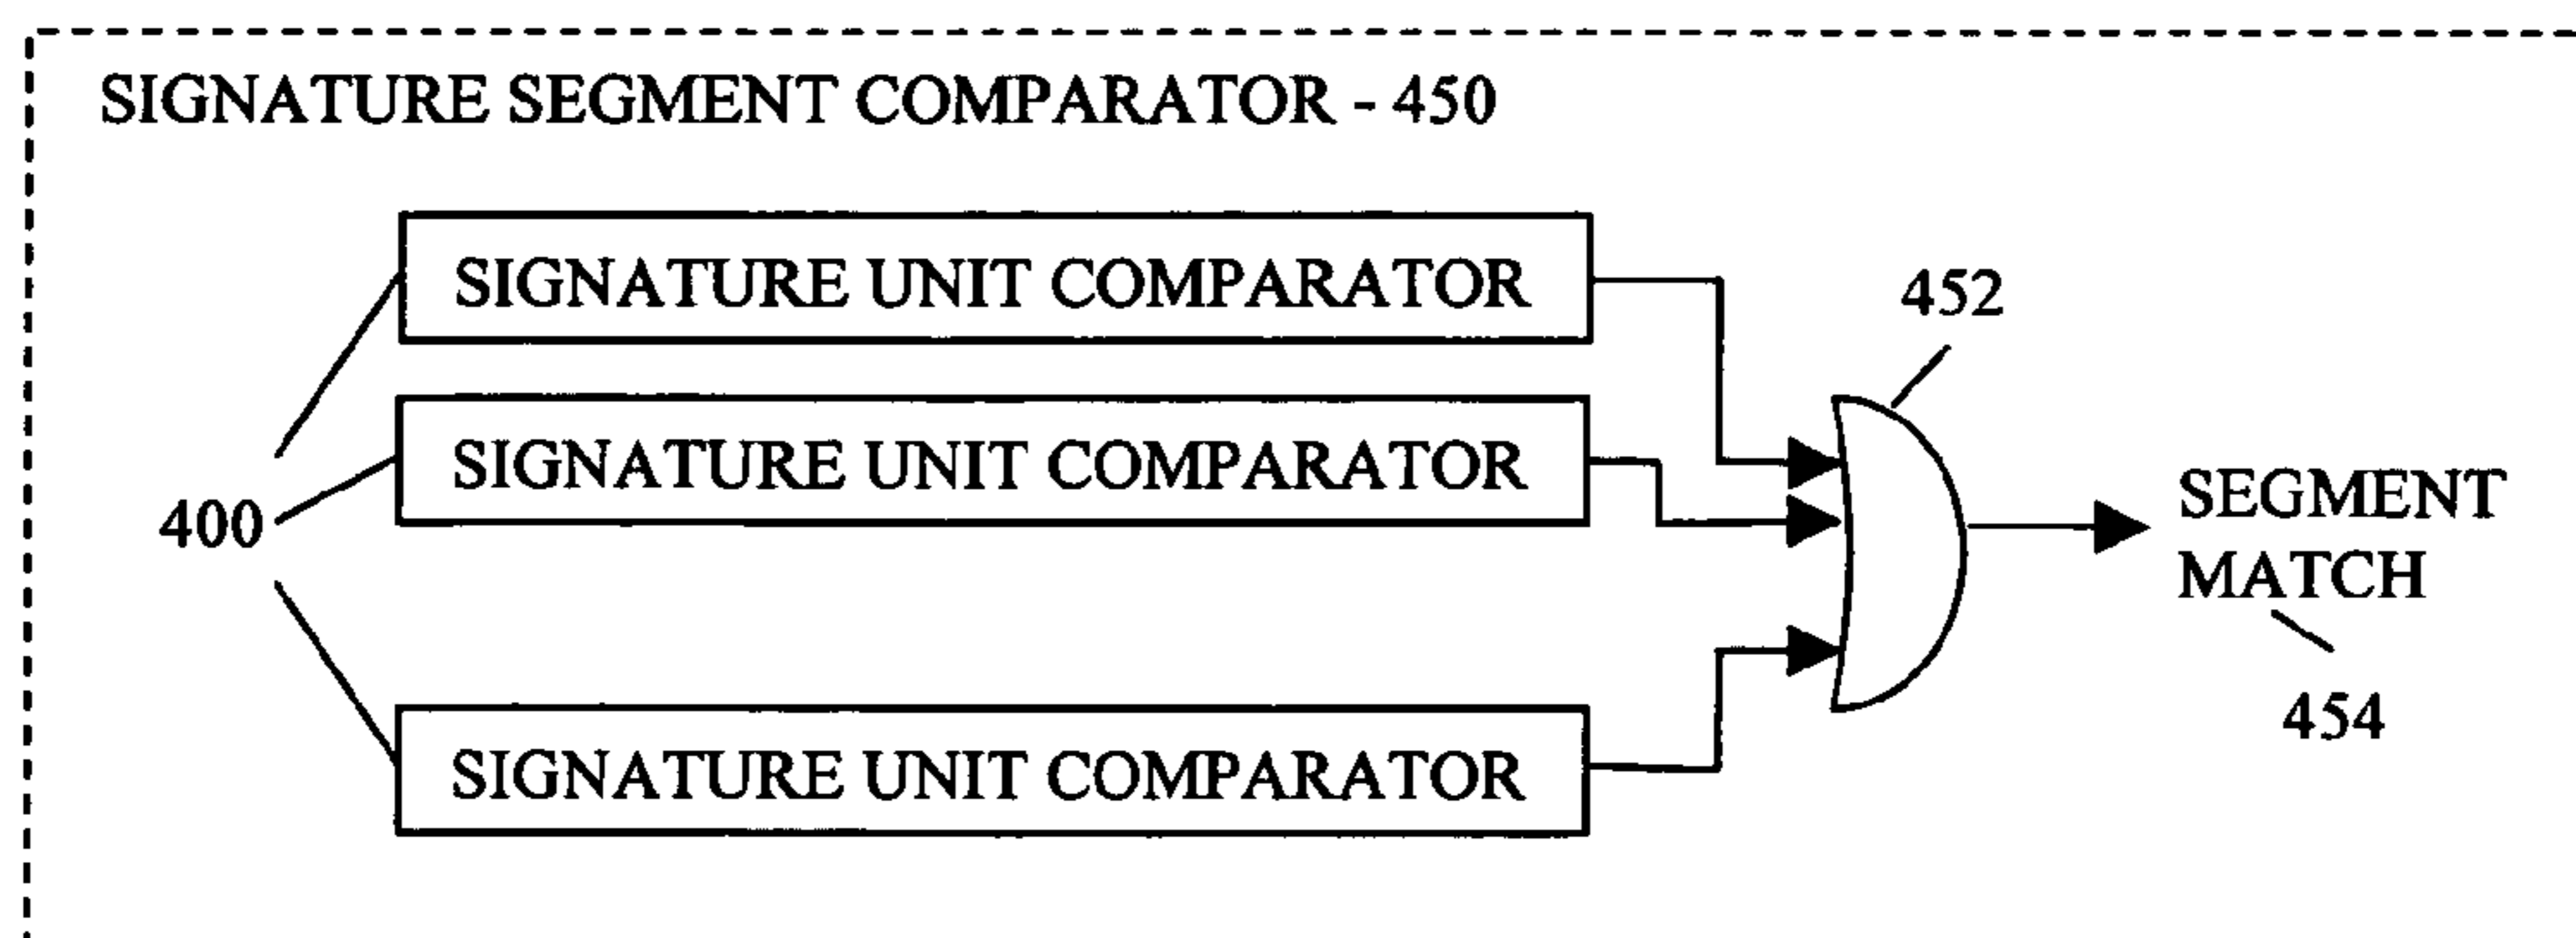 SIGNATURE SEGMENT COMPARATOR - 450
SIGNATURE UNIT COMPARATOR
452
SIGNATURE UNIT COMPARATOR
400
SEGMENT
MATCH
454
SIGNATURE UNIT COMPARATOR